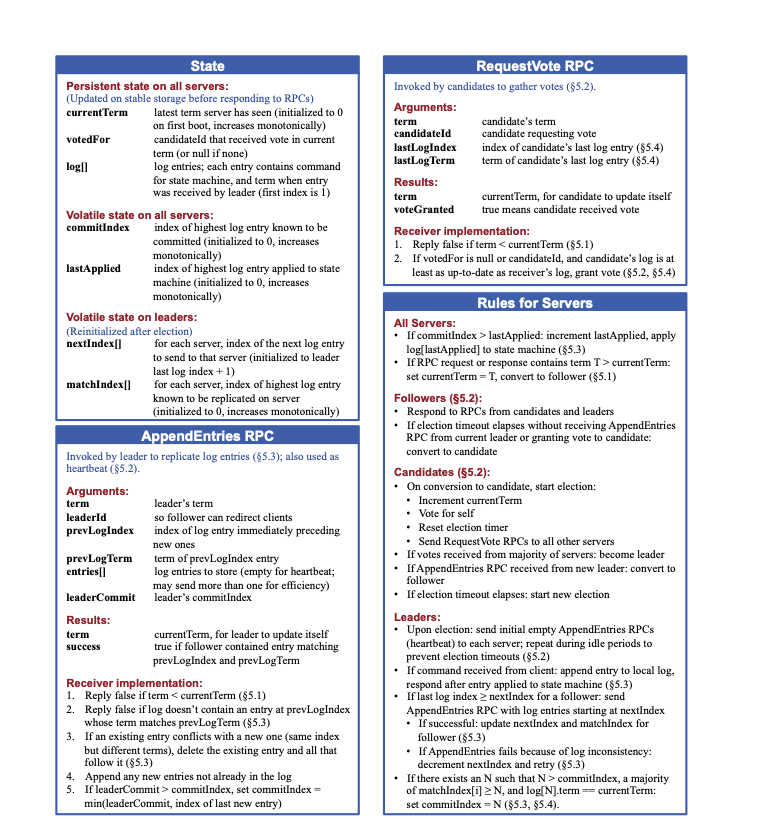 State
Persistent state on all servers:
(Updated on stable storage before responding to RPCs)
currentTerm latest term server has seen (initialized to 0
on first boot, increases monotonically)
votedFor candidateId that received vote in current
term (or null if none)
log[] log entries; each entry contains command
for state machine, and term when entry
was received by leader (first index is 1)
Volatile state on all servers:
commitIndex index of highest log entry known to be
committed (initialized to 0, increases
monotonically)
lastApplied index of highest log entry applied to state
machine (initialized to 0, increases
monotonically)
Volatile state on leaders:
(Reinitialized after election)
nextIndex[] for each server, index of the next log entry
to send to that server (initialized to leader
last log index + 1)
matchIndex[] for each server, index of highest log entry
known to be replicated on server
(initialized to 0, increases monotonically)
AppendEntries RPC
Invoked by leader to replicate log entries (§5.3); also used as
heartbeat (§5.2).
Arguments:
term leader’s term
leaderId so follower can redirect clients
prevLogIndex index of log entry immediately preceding
new ones
prevLogTerm term of prevLogIndex entry
entries[] log entries to store (empty for heartbeat;
may send more than one for efficiency)
leaderCommit leader’s commitIndex
Results:
term currentTerm, for leader to update itself
success true if follower contained entry matching
prevLogIndex and prevLogTerm
Receiver implementation:
1. Reply false if term < currentTerm (§5.1)
2. Reply false if log doesn’t contain an entry at prevLogIndex
whose term matches prevLogTerm (§5.3)
3. If an existing entry conflicts with a new one (same index
but different terms), delete the existing entry and all that
follow it (§5.3)
4. Append any new entries not already in the log
5. If leaderCommit > commitIndex, set commitIndex =
min(leaderCommit, index of last new entry)
RequestVote RPC
Invoked by candidates to gather votes (§5.2).
Arguments:
term candidate’s term
candidateId candidate requesting vote
lastLogIndex index of candidate’s last log entry (§5.4)
lastLogTerm term of candidate’s last log entry (§5.4)
Results:
term currentTerm, for candidate to update itself
voteGranted true means candidate received vote
Receiver implementation:
1. Reply false if term < currentTerm (§5.1)
2. If votedFor is null or candidateId, and candidate’s log is at
least as up-to-date as receiver’s log, grant vote (§5.2, §5.4)
Rules for Servers
All Servers:
• If commitIndex > lastApplied: increment lastApplied, apply
log[lastApplied] to state machine (§5.3)
• If RPC request or response contains term T > currentTerm:
set currentTerm = T, convert to follower (§5.1)
Followers (§5.2):
• Respond to RPCs from candidates and leaders
• If election timeout elapses without receiving AppendEntries
RPC from current leader or granting vote to candidate:
convert to candidate
Candidates (§5.2):
• On conversion to candidate, start election:
• Increment currentTerm
• Vote for self
• Reset election timer
• Send RequestVote RPCs to all other servers
• If votes received from majority of servers: become leader
• If AppendEntries RPC received from new leader: convert to
follower
• If election timeout elapses: start new election
Leaders:
• Upon election: send initial empty AppendEntries RPCs
(heartbeat) to each server; repeat during idle periods to
prevent election timeouts (§5.2)
• If command received from client: append entry to local log,
respond after entry applied to state machine (§5.3)
• If last log index ≥ nextIndex for a follower: send
AppendEntries RPC with log entries starting at nextIndex
• If successful: update nextIndex and matchIndex for
follower (§5.3)
• If AppendEntries fails because of log inconsistency:
decrement nextIndex and retry (§5.3)
• If there exists an N such that N > commitIndex, a majority
of matchIndex[i] ≥ N, and log[N].term == currentTerm:
set commitIndex = N (§5.3, §5.4).